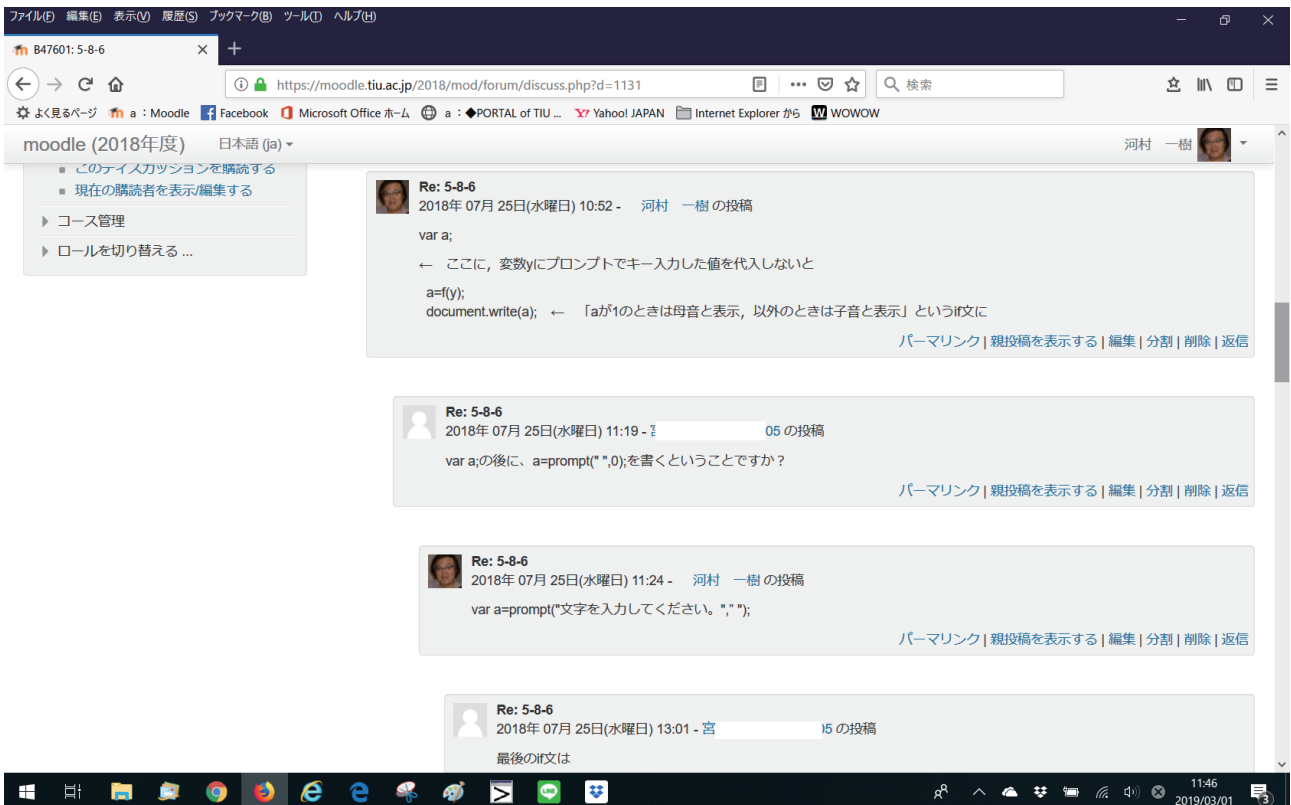 ファイル(F) 編集(E) 表示(V) 履歴(S) ブックマーク(B) ツール(T) ヘルプ(H)
B47601: 5-8-6
https://moodle.tiu.ac.jp/2018/mod/forum/discuss.php?d=1131
検索
よく見るページ a：Moodle Facebook Microsoft Office ホーム a：◆PORTAL of TIU ... Yahoo! JAPAN Internet Explorer から WOWOW
moodle (2018年度) 日本語 (ja) 河村 一樹
このディスカッションを購読する
現在の購読者を表示/編集する
コース管理
ロールを切り替える ...
Re: 5-8-6
2018年 07月 25日(水曜日) 10:52 - 河村 一樹 の投稿
var a;
← ここに，変数yにプロンプトでキー入力した値を代入しないと
a=f(y);
document.write(a); ← 「aが1のときは母音と表示，以外のときは子音と表示」というif文に
パーマリンク | 親投稿を表示する | 編集 | 分割 | 削除 | 返信
Re: 5-8-6
2018年 07月 25日(水曜日) 11:19 - 05 の投稿
var a;の後に、a=prompt(" ",0);を書くということですか？
パーマリンク | 親投稿を表示する | 編集 | 分割 | 削除 | 返信
Re: 5-8-6
2018年 07月 25日(水曜日) 11:24 - 河村 一樹 の投稿
var a=prompt("文字を入力してください。"," ");
パーマリンク | 親投稿を表示する | 編集 | 分割 | 削除 | 返信
Re: 5-8-6
2018年 07月 25日(水曜日) 13:01 - 宮 05 の投稿
最後のif文は
11:46
2019/03/01
3